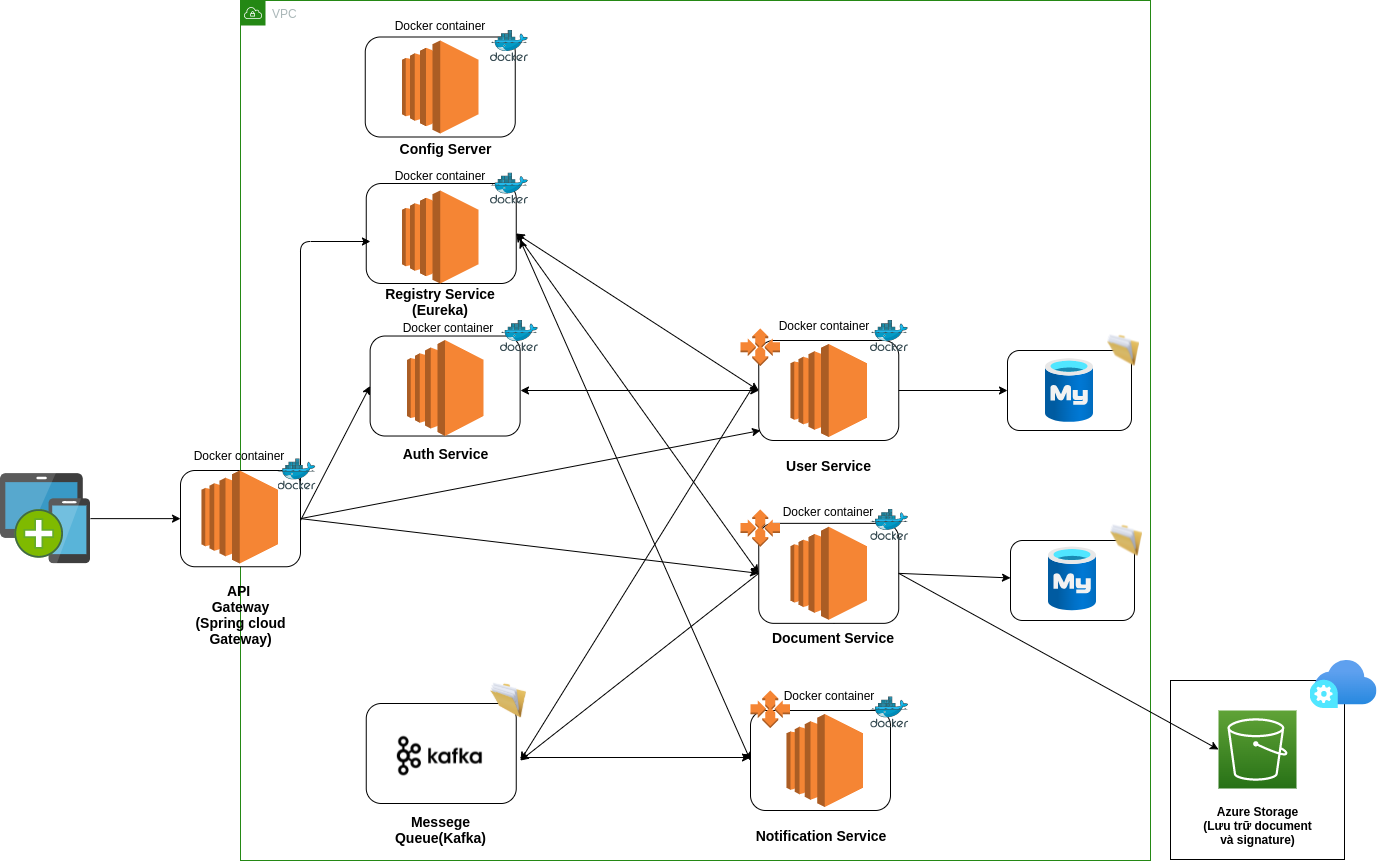 VPC
Docker container
docker
Config Server
Docker container
docker
Registry Service
(Eureka)
Docker container
docker
Auth Service
Docker container
docker
User Service
My
Docker container
docker
API
Gateway
(Spring cloud
Gateway)
Docker container
docker
Document Service
My
kafka
Messege
Queue(Kafka)
Docker container
docker
Notification Service
Azure Storage
(Lưu trữ document
và signature)